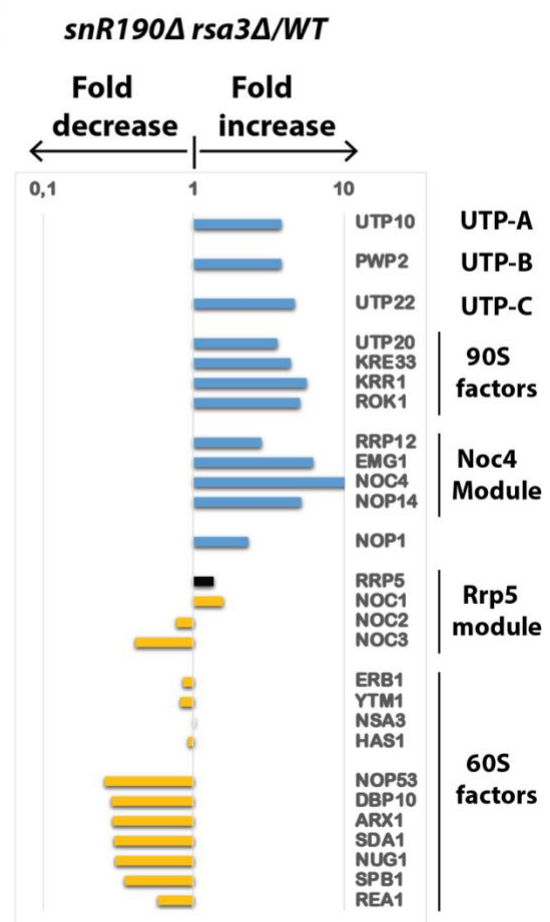 snR190Δ rsa3Δ/WT
Fold decrease
Fold increase
0,1 1 10
UTP10 UTP-A
PWP2 UTP-B
UTP22 UTP-C
UTP20
KRE33
KRR1
ROK1
90S factors
RRP12
EMG1
NOC4
NOP14
Noc4 Module
NOP1
RRP5
NOC1
NOC2
NOC3
Rrp5 module
ERB1
YTM1
NSA3
HAS1
NOP53
DBP10
ARX1
SDA1
NUG1
SPB1
REA1
60S factors